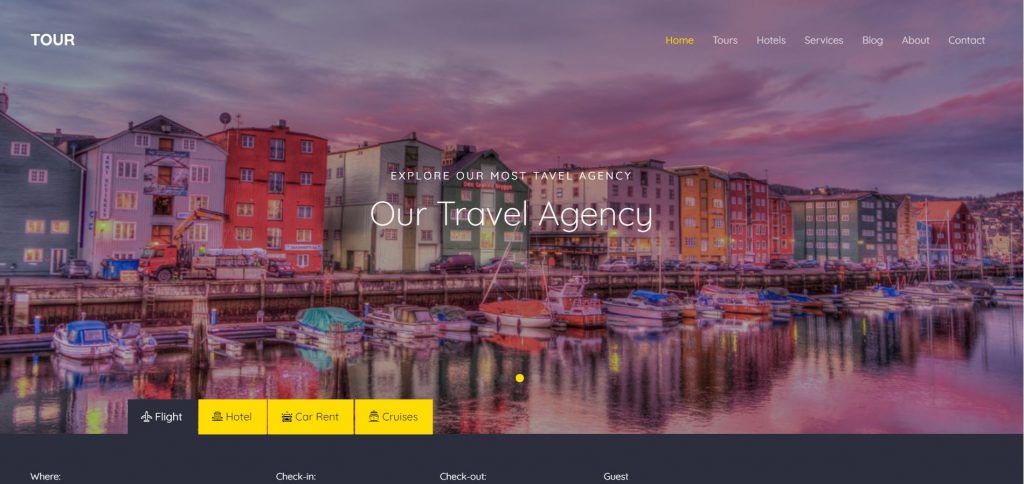 TOUR
Home Tours Hotels Services Blog About Contact
EXPLORE OUR MOST TAVEL AGENCY
Our Travel Agency
Flight Hotel Car Rent Cruises
Where: Check-in: Check-out: Guest